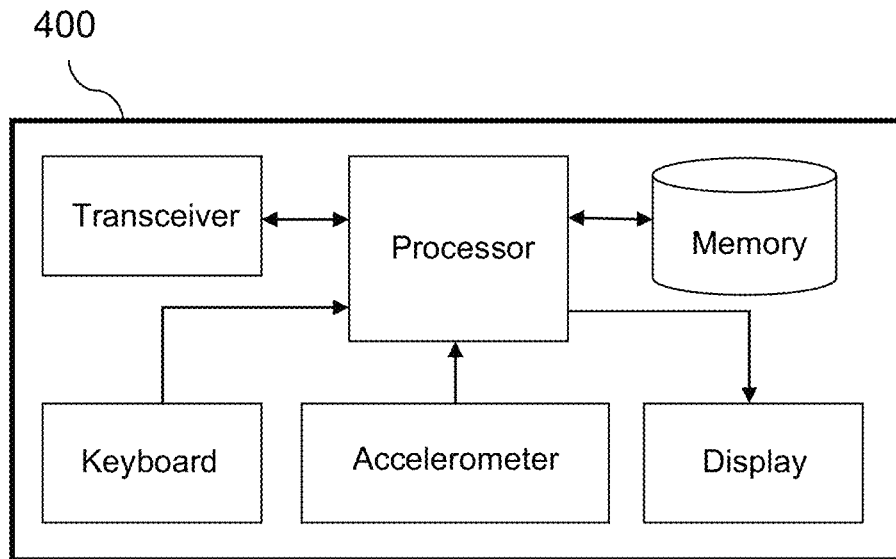 400
Transceiver
Processor
Memory
Keyboard
Accelerometer
Display